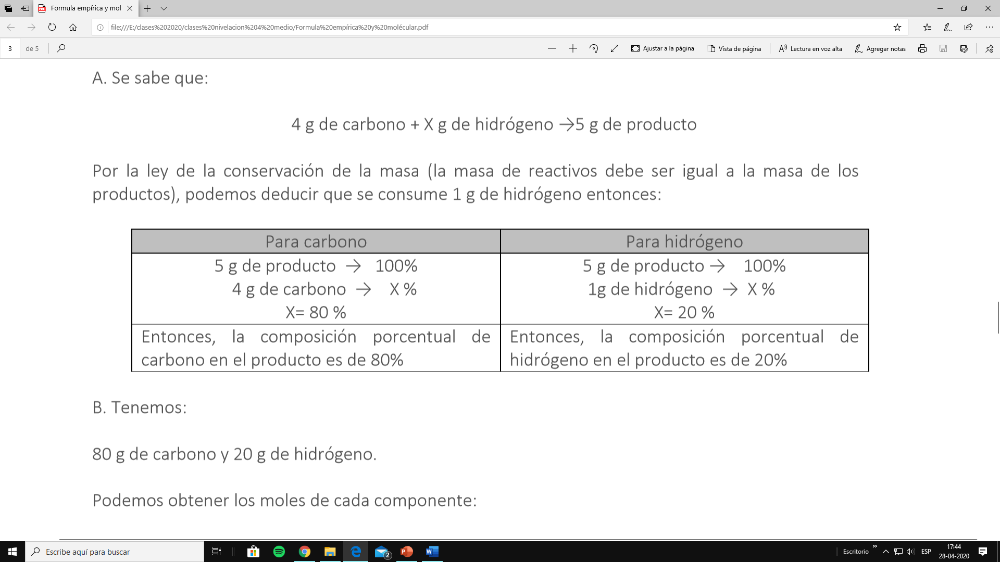 Formula empírica y mol
file:///E:/clases%202020/clases%20nivelacion%204%20medio/Formula%20empírica%20y%20molécular.pdf
3 de 5 Ajustar a la página Vista de página Lectura en voz alta Agregar notas
A. Se sabe que:
4 g de carbono + X g de hidrógeno →5 g de producto
Por la ley de la conservación de la masa (la masa de reactivos debe ser igual a la masa de los
productos), podemos deducir que se consume 1 g de hidrógeno entonces:
Para carbono
5 g de producto → 100%
4 g de carbono → X %
X= 80 %
Entonces, la composición porcentual de
carbono en el producto es de 80%
Para hidrógeno
5 g de producto → 100%
1g de hidrógeno → X %
X= 20 %
Entonces, la composición porcentual de
hidrógeno en el producto es de 20%
B. Tenemos:
80 g de carbono y 20 g de hidrógeno.
Podemos obtener los moles de cada componente:
Escribe aquí para buscar
2
Escritorio
ESP
17:44
28-04-2020